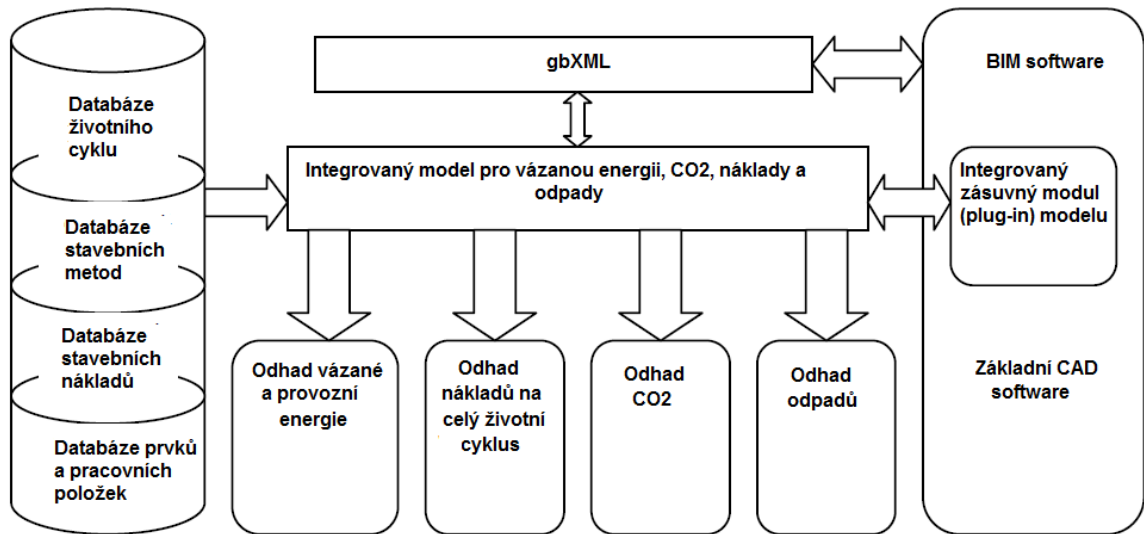 Databáze
životního
cyklu
Databáze
stavebních
metod
Databáze
stavebních
nákladů
Databáze prvků
a pracovních
položek
gbXML
Integrovaný model pro vázanou energii, CO2, náklady a
odpady
Odhad vázané
a provozní
energie
Odhad
nákladů na
celý životní
cyklus
Odhad
CO2
Odhad
odpadů
BIM software
Integrovaný
zásuvný modul
(plug-in) modelu
Základní CAD
software